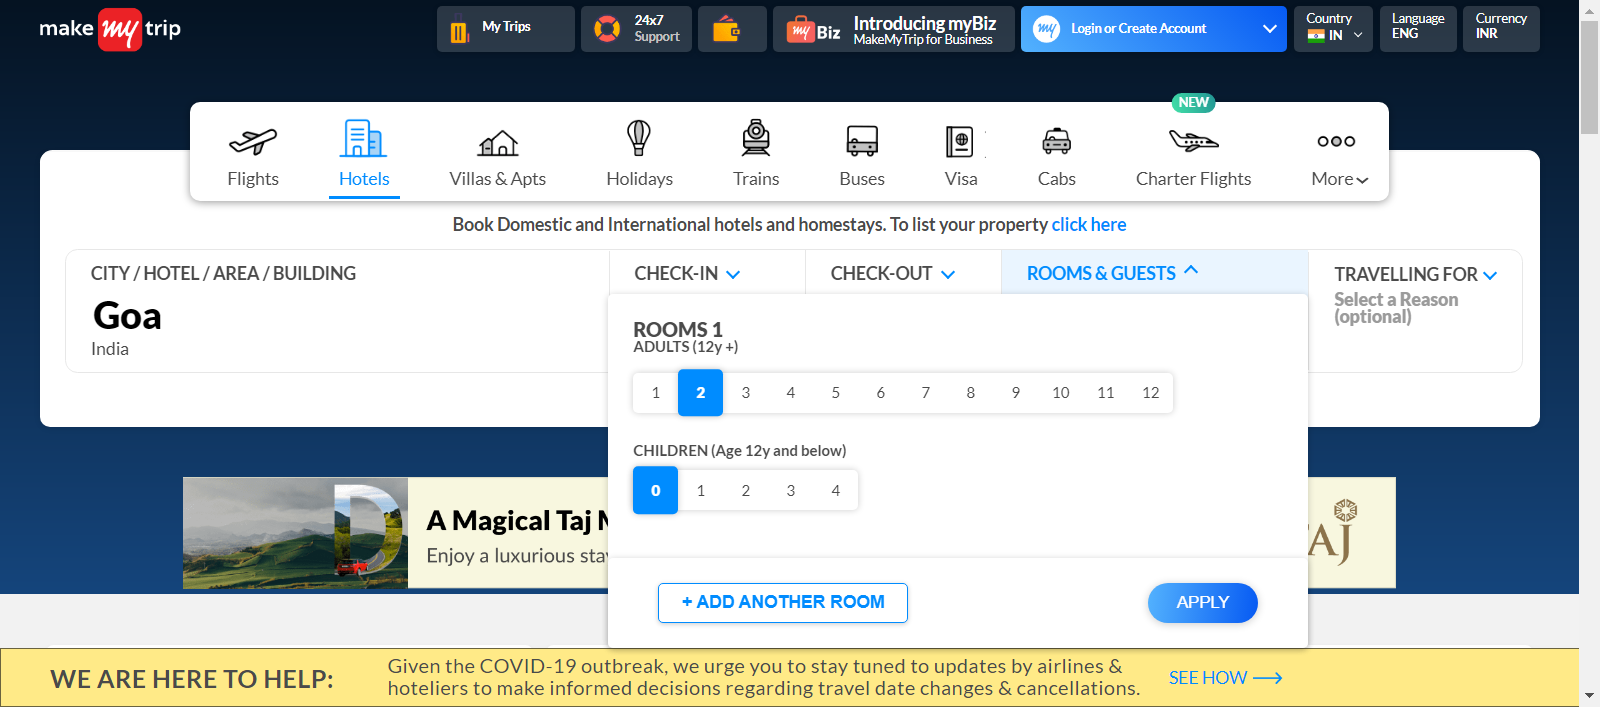 make my trip
My Trips
24x7
Support
my Biz
Introducing myBiz
MakeMyTrip for Business
my
Login or Create Account
Country
IN
Language
ENG
Currency
INR
NEW
Flights
Hotels
Villas & Apts
Holidays
Trains
Buses
Visa
Cabs
Charter Flights
More
Book Domestic and International hotels and homestays. To list your property click here
CITY / HOTEL / AREA / BUILDING
Goa
India
CHECK-IN
CHECK-OUT
ROOMS & GUESTS
TRAVELLING FOR
Select a Reason
(optional)
ROOMS 1
ADULTS (12y +)
1 2 3 4 5 6 7 8 9 10 11 12
CHILDREN (Age 12y and below)
0 1 2 3 4
+ ADD ANOTHER ROOM
APPLY
D
A Magical Taj
Enjoy a luxurious
AJ
WE ARE HERE TO HELP:
Given the COVID-19 outbreak, we urge you to stay tuned to updates by airlines &
hoteliers to make informed decisions regarding travel date changes & cancellations.
SEE HOW